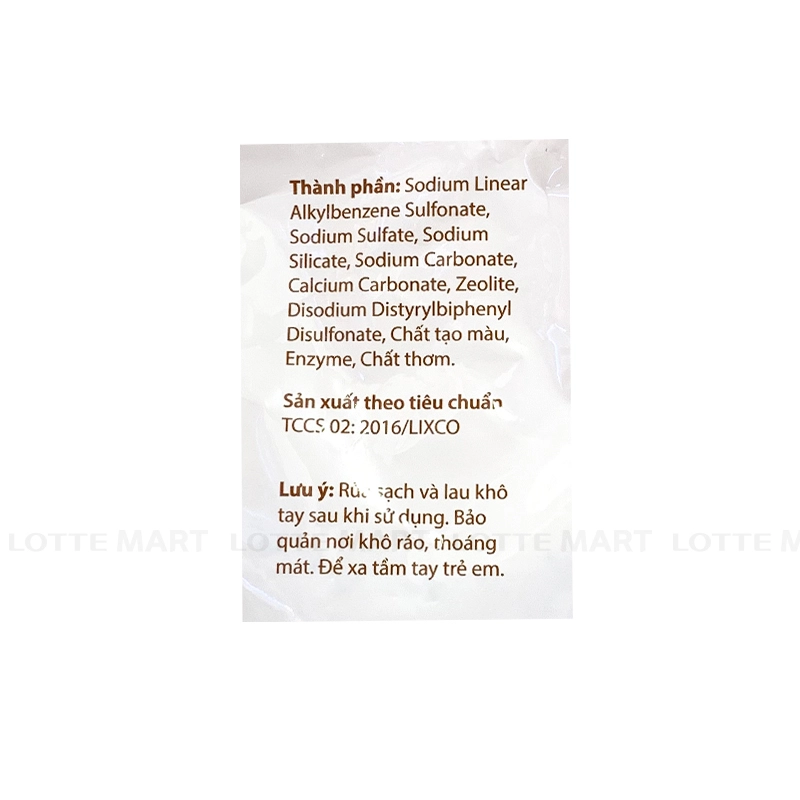 Thành phần: Sodium Linear
Alkylbenzene Sulfonate,
Sodium Sulfate, Sodium
Silicate, Sodium Carbonate,
Calcium Carbonate, Zeolite,
Disodium Distyrylbiphenyl
Disulfonate, Chất tạo màu,
Enzyme, Chất thơm.
Sản xuất theo tiêu chuẩn
TCCS 02: 2016/LIXCO
Lưu ý: Rửa sạch và lau khô
tay sau khi sử dụng. Bảo
LOTTE MART LOTTE MART LOTTE MART LOTTE M
quản nơi khô ráo, thoáng
mát. Để xa tầm tay trẻ em.